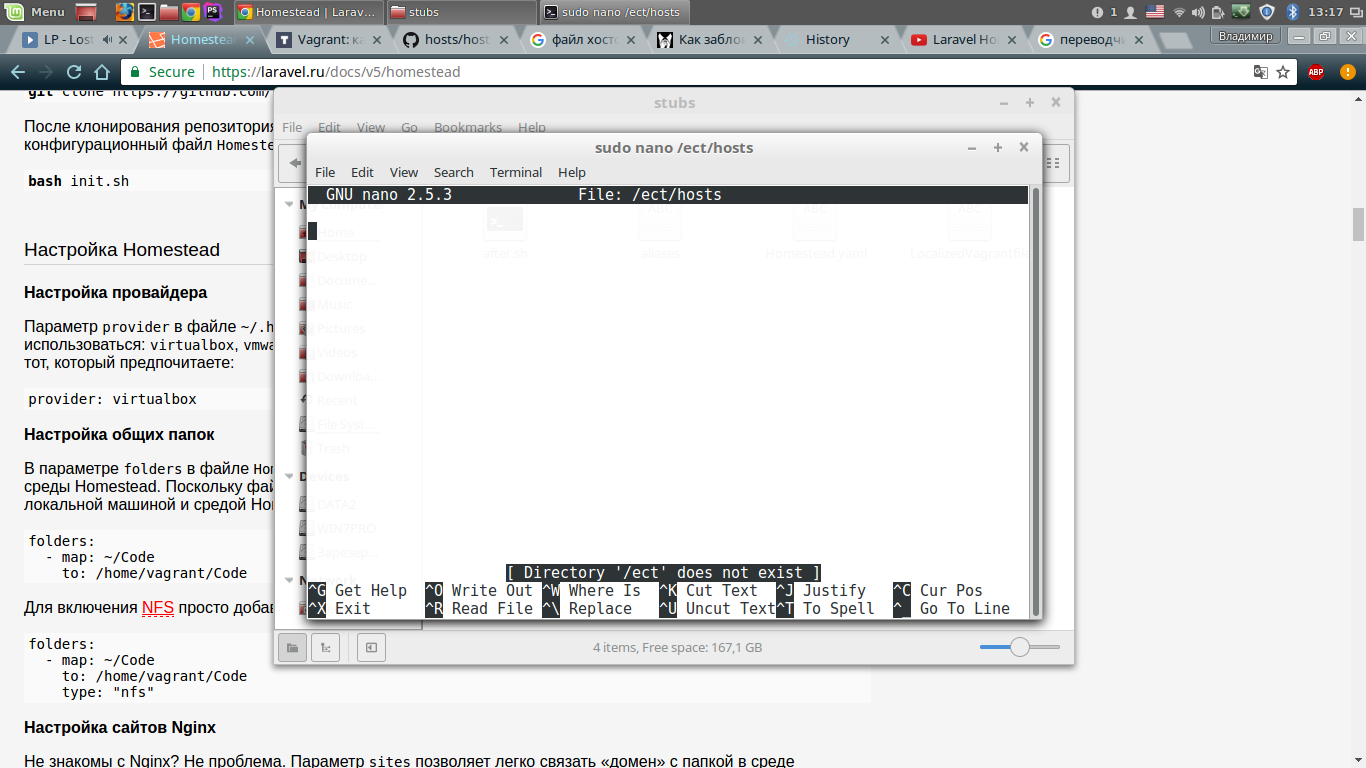 Menu
Homestead | Larav...
stubs
sudo nano /ect/hosts
1
13:17
LP - Lost
Homestea
Vagrant: ка
hosts/host
файл хост
Как забло
History
Laravel Ho
переводч
Владимир
Secure
https://laravel.ru/docs/v5/homestead
ABP
git clone https://github.com/
После клонирования репозитория
конфигурационный файл Homeste
bash init.sh
Настройка Homestead
Настройка провайдера
Параметр provider в файле ~/.h
использоваться: virtualbox, vmwa
тот, который предпочитаете:
provider: virtualbox
Настройка общих папок
В параметре folders в файле Hom
среды Homestead. Поскольку фай
локальной машиной и средой Hom
folders:
- map: ~/Code
to: /home/vagrant/Code
Для включения NFS просто добав
folders:
- map: ~/Code
to: /home/vagrant/Code
type: "nfs"
Настройка сайтов Nginx
Не знакомы с Nginx? Не проблема. Параметр sites позволяет легко связать «домен» с папкой в среде
stubs
File Edit View Go Bookmarks Help
Home
Desktop
Docume...
Music
Pictures
Videos
Downloa...
Recent
File Syst...
Trash
Devices
DATA2
WIN7PRO
Зарезер...
after.sh
aliases
Homestead.yaml
LocalizedVagrantfile
4 items, Free space: 167,1 GB
sudo nano /ect/hosts
File Edit View Search Terminal Help
GNU nano 2.5.3 File: /ect/hosts
[ Directory '/ect' does not exist ]
^G Get Help ^O Write Out ^W Where Is ^K Cut Text ^J Justify ^C Cur Pos
^X Exit ^R Read File ^\ Replace ^U Uncut Text ^T To Spell ^_ Go To Line